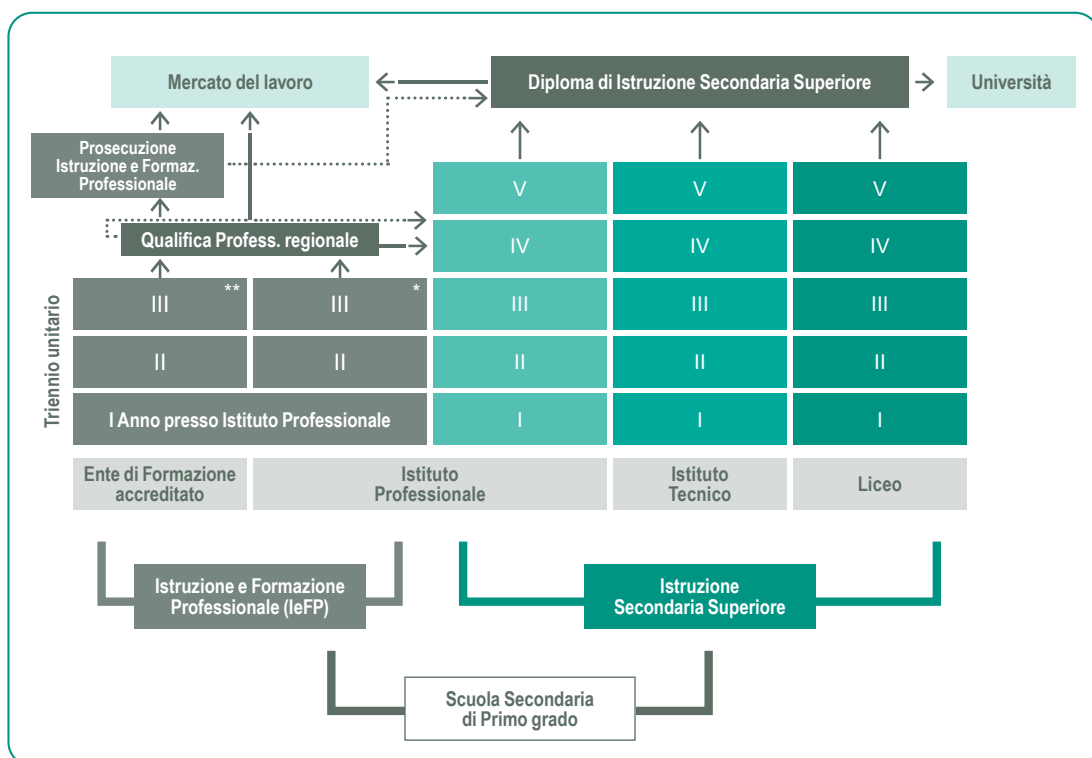 Mercato del lavoro
Diploma di Istruzione Secondaria Superiore
Università
Prosecuzione
Istruzione e Formaz.
Professionale
V
V
V
Qualifica Profess. regionale
IV
IV
IV
Triennio unitario
III **
III *
III
III
III
II
II
II
II
II
I Anno presso Istituto Professionale
I
I
I
Ente di Formazione
accreditato
Istituto
Professionale
Istituto
Tecnico
Liceo
Istruzione e Formazione
Professionale (IeFP)
Istruzione
Secondaria Superiore
Scuola Secondaria
di Primo grado